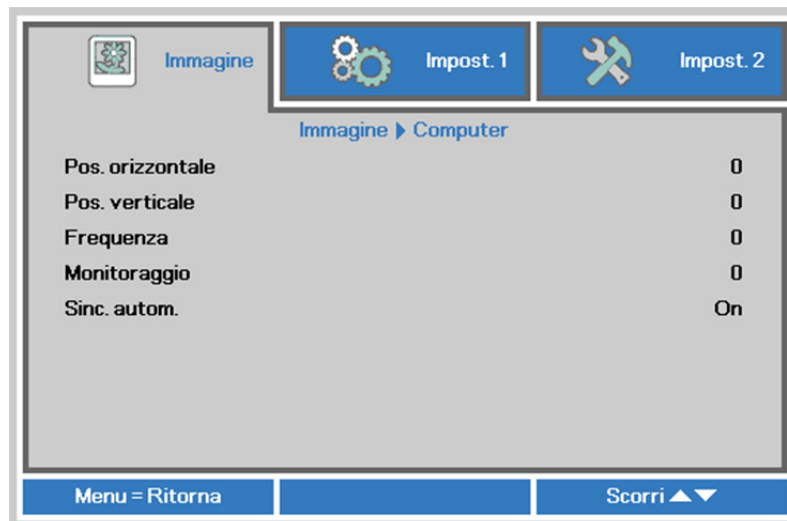 Immagine
Impost. 1
Impost. 2
Immagine ▶ Computer
Pos. orizzontale 0
Pos. verticale 0
Frequenza 0
Monitoraggio 0
Sinc. autom. On
Menu = Ritorna
Scorri ▲▼